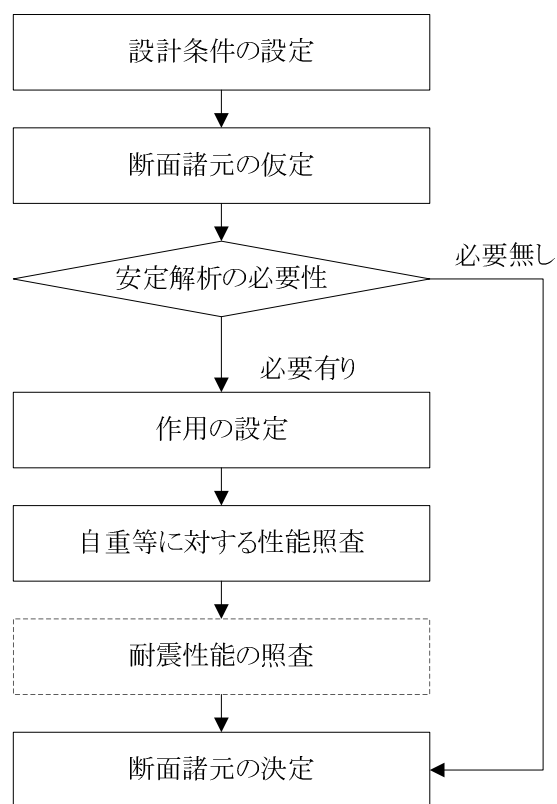 設計条件の設定
断面諸元の仮定
安定解析の必要性
必要無し
必要有り
作用の設定
自重等に対する性能照査
耐震性能の照査
断面諸元の決定